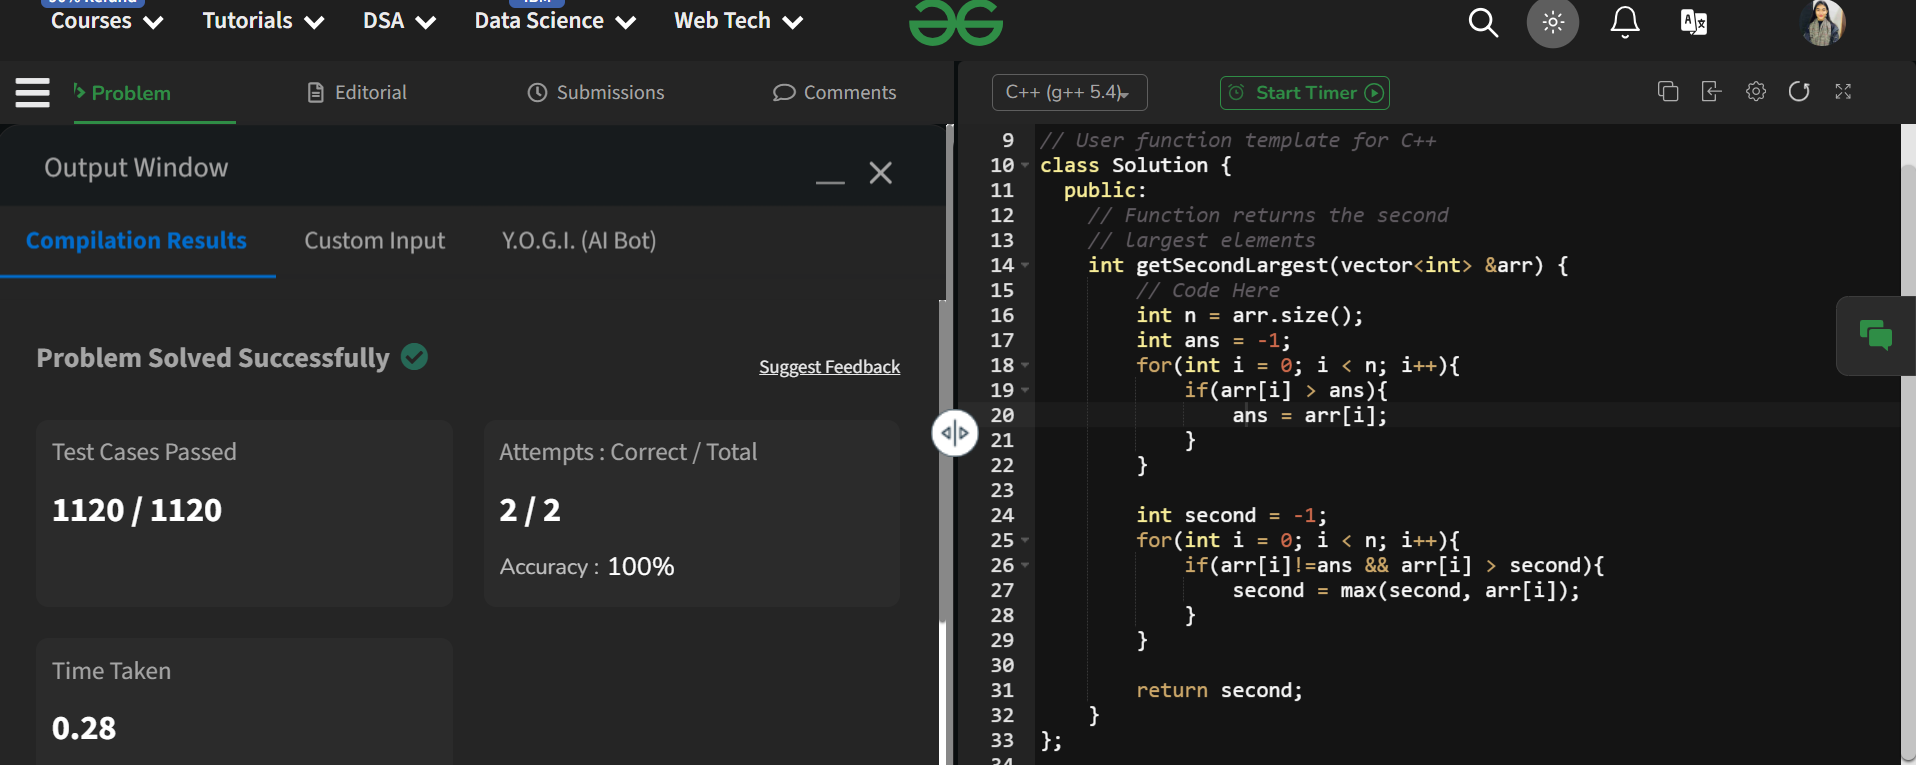 Courses
Tutorials
DSA
Data Science
Web Tech
Problem
Editorial
Submissions
Comments
C++ (g++ 5.4)
Start Timer
Output Window
Compilation Results
Custom Input
Y.O.G.I. (AI Bot)
Problem Solved Successfully
Suggest Feedback
Test Cases Passed
1120 / 1120
Attempts : Correct / Total
2 / 2
Accuracy : 100%
Time Taken
0.28
9 // User function template for C++
10 class Solution {
11 public:
12 // Function returns the second
13 // largest elements
14 int getSecondLargest(vector<int> &arr) {
15 // Code Here
16 int n = arr.size();
17 int ans = -1;
18 for(int i = 0; i < n; i++){
19 if(arr[i] > ans){
20 ans = arr[i];
21 }
22 }
23
24 int second = -1;
25 for(int i = 0; i < n; i++){
26 if(arr[i]!=ans && arr[i] > second){
27 second = max(second, arr[i]);
28 }
29 }
30
31 return second;
32 }
33 };